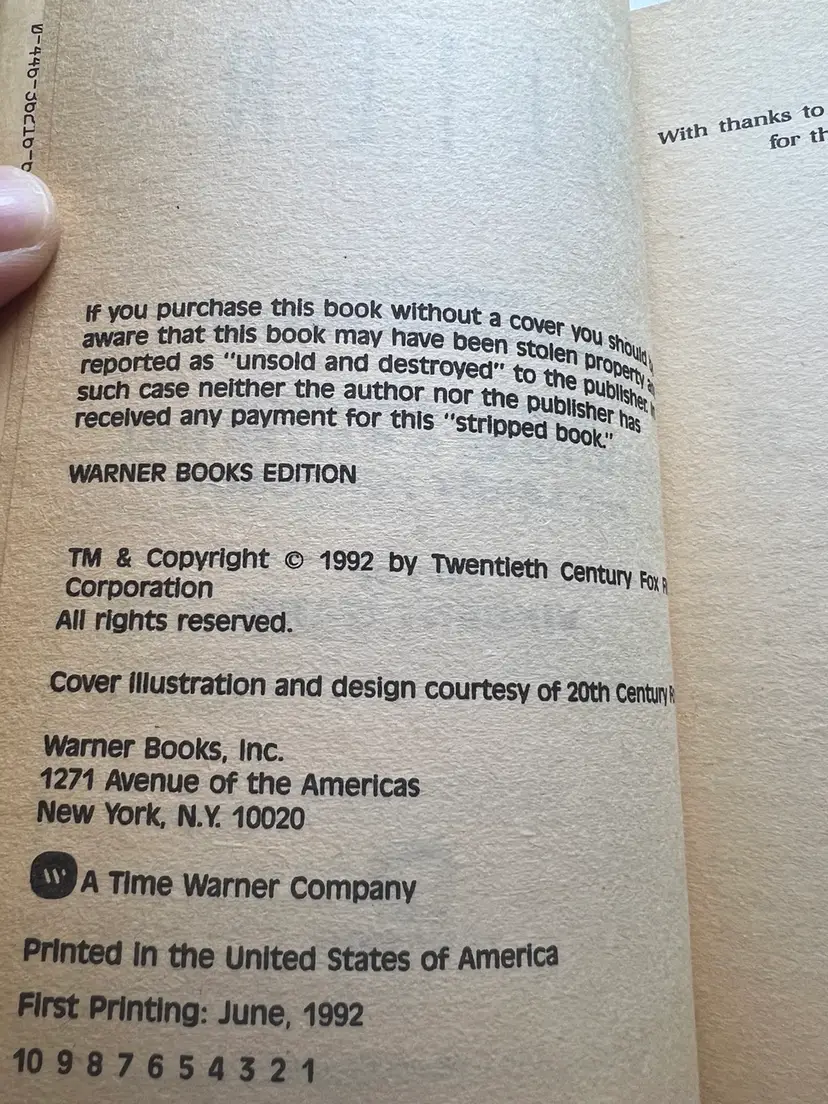 If you purchase this book without a cover you should
aware that this book may have been stolen property
reported as "unsold and destroyed" to the publisher
such case neither the author nor the publisher has
received any payment for this "stripped book."
WARNER BOOKS EDITION
TM & Copyright © 1992 by Twentieth Century Fox
Corporation
All rights reserved.
Cover illustration and design courtesy of 20th Century
Warner Books, Inc.
1271 Avenue of the Americas
New York, N.Y. 10020
A Time Warner Company
Printed in the United States of America
First Printing: June, 1992
10 9 8 7 6 5 4 3 2 1
With thanks to
for